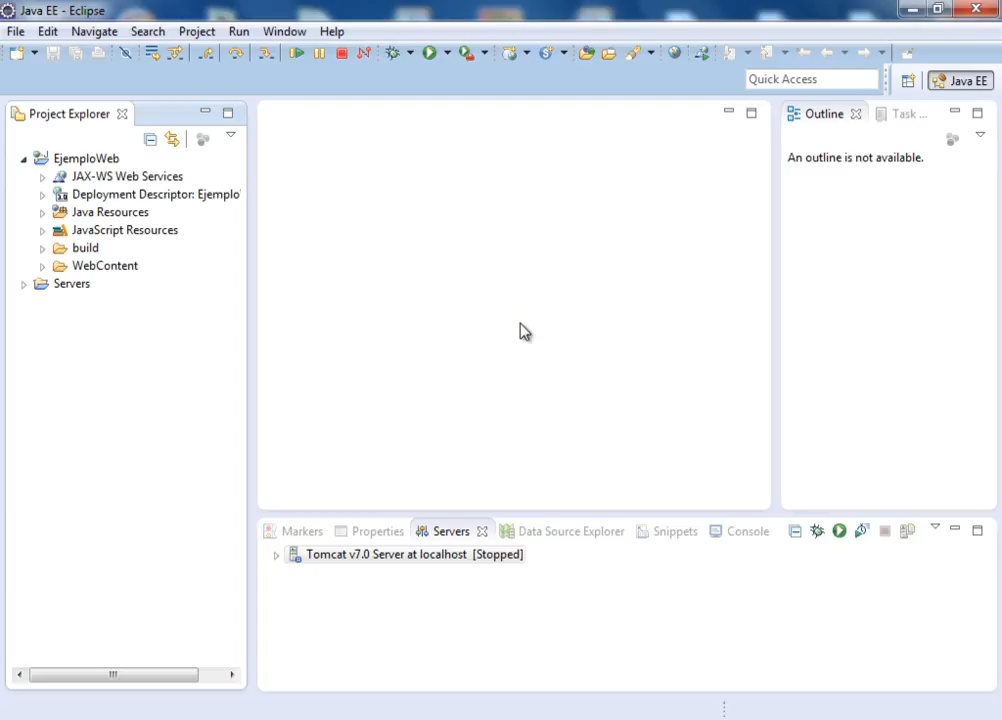 Java EE - Eclipse
File Edit Navigate Search Project Run Window Help
Quick Access
Java EE
Project Explorer
EjemploWeb
JAX-WS Web Services
Deployment Descriptor: Ejemplo
Java Resources
JavaScript Resources
build
WebContent
Servers
Outline
Task ...
An outline is not available.
Markers Properties Servers Data Source Explorer Snippets Console
Tomcat v7.0 Server at localhost [Stopped]